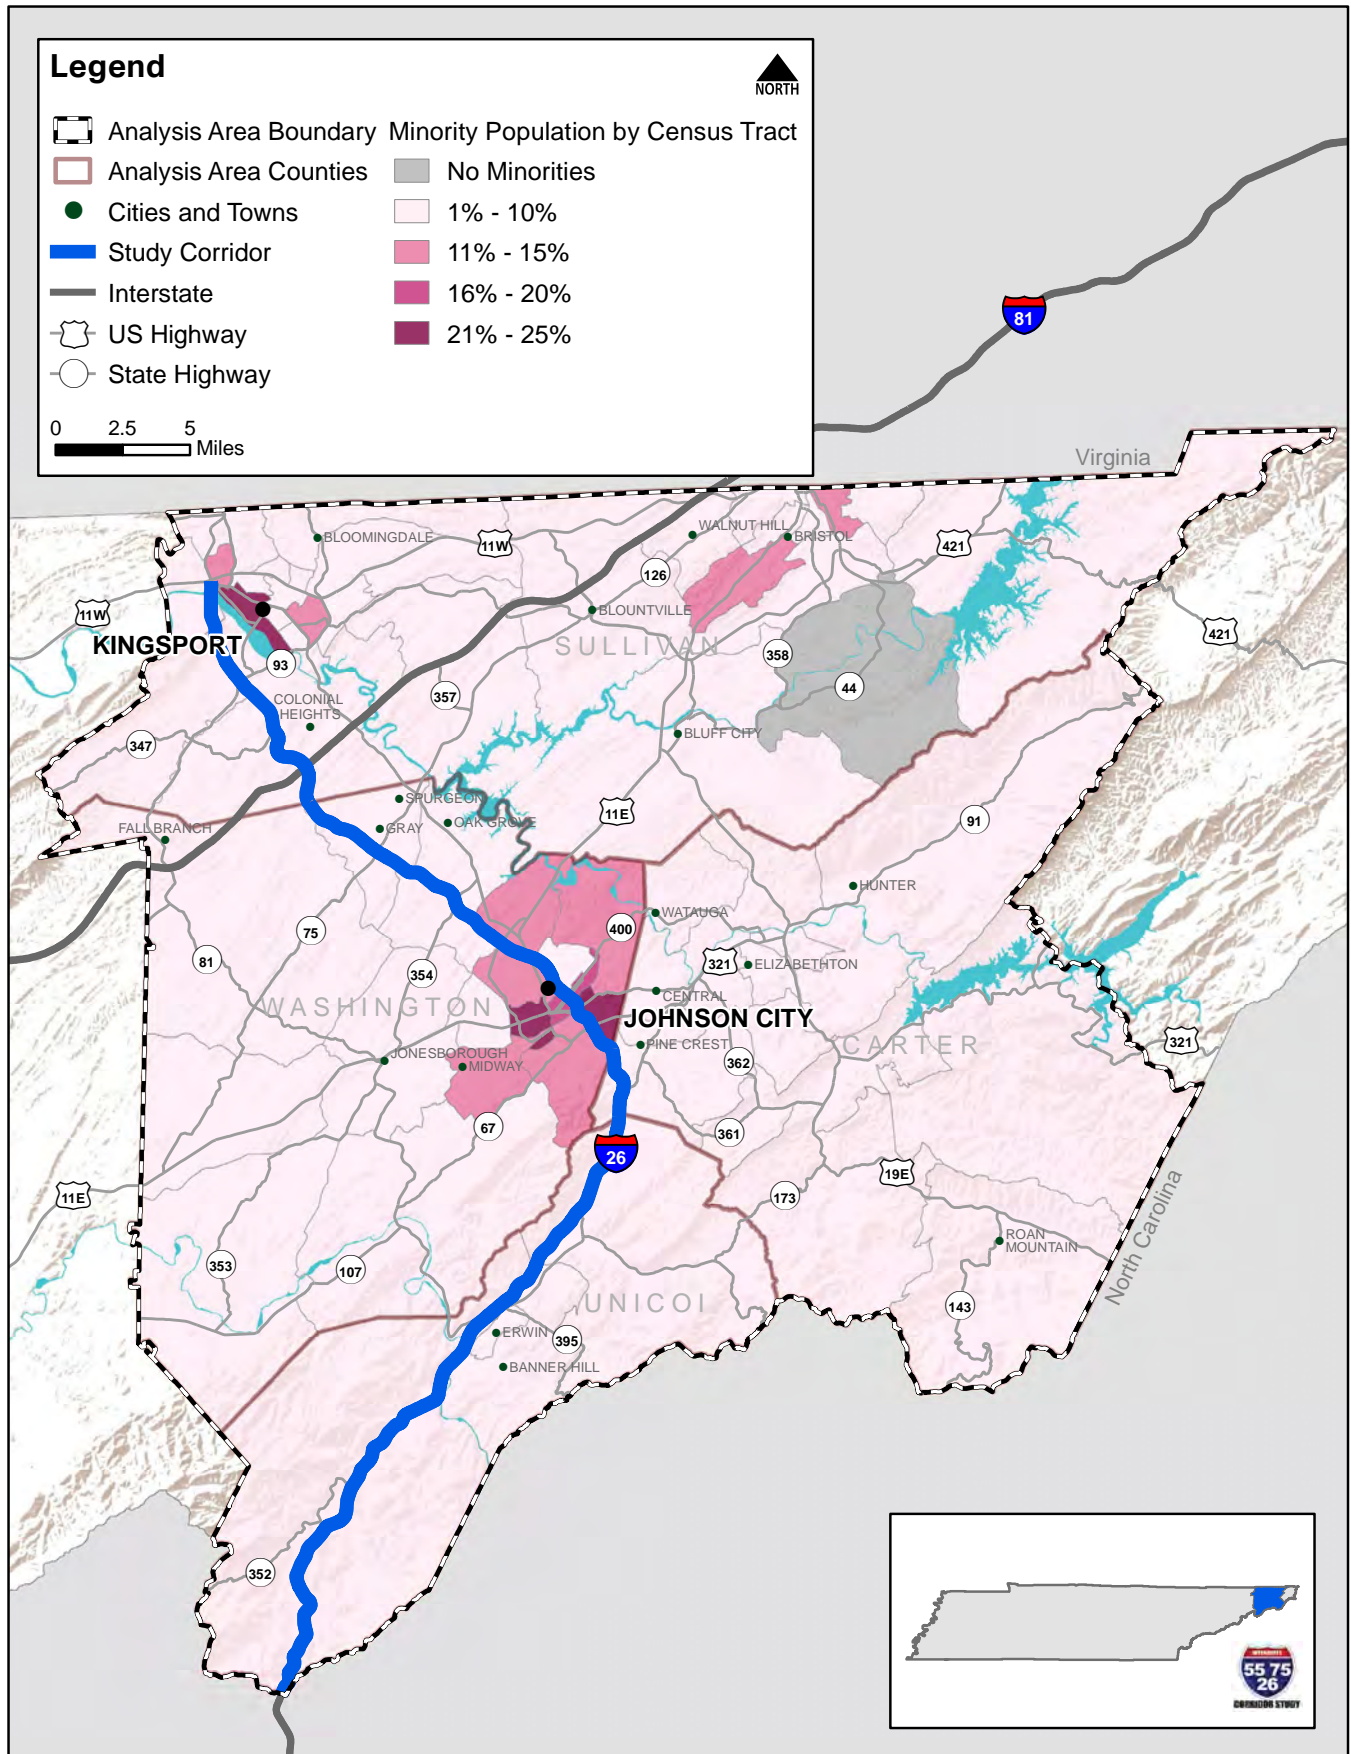 Legend
NORTH
Analysis Area Boundary
Analysis Area Counties
Cities and Towns
Study Corridor
Interstate
US Highway
State Highway
Minority Population by Census Tract
No Minorities
1% - 10%
11% - 15%
16% - 20%
21% - 25%
0 2.5 5
Miles
81
Virginia
BLOOMINGDALE
11W
WALNUT HILL
BRISTOL
421
126
11W
BLOUNTVILLE
421
KINGSPORT
SULLIVAN
93
358
44
357
COLONIAL
HEIGHTS
BLUFF CITY
347
SPURGEON
11E
FALL BRANCH
GRAY
OAK GROVE
91
HUNTER
WATAUGA
75
400
81
354
321
ELIZABETHTON
WASHINGTON
CENTRAL
JOHNSON CITY
PINE CREST
CARTER
321
JONESBOROUGH
MIDWAY
362
67
361
26
19E
11E
173
North Carolina
ROAN
MOUNTAIN
353
107
UNICOI
143
ERWIN
395
BANNER HILL
352
INTERSTATE
55 75
26
CORRIDOR STUDY